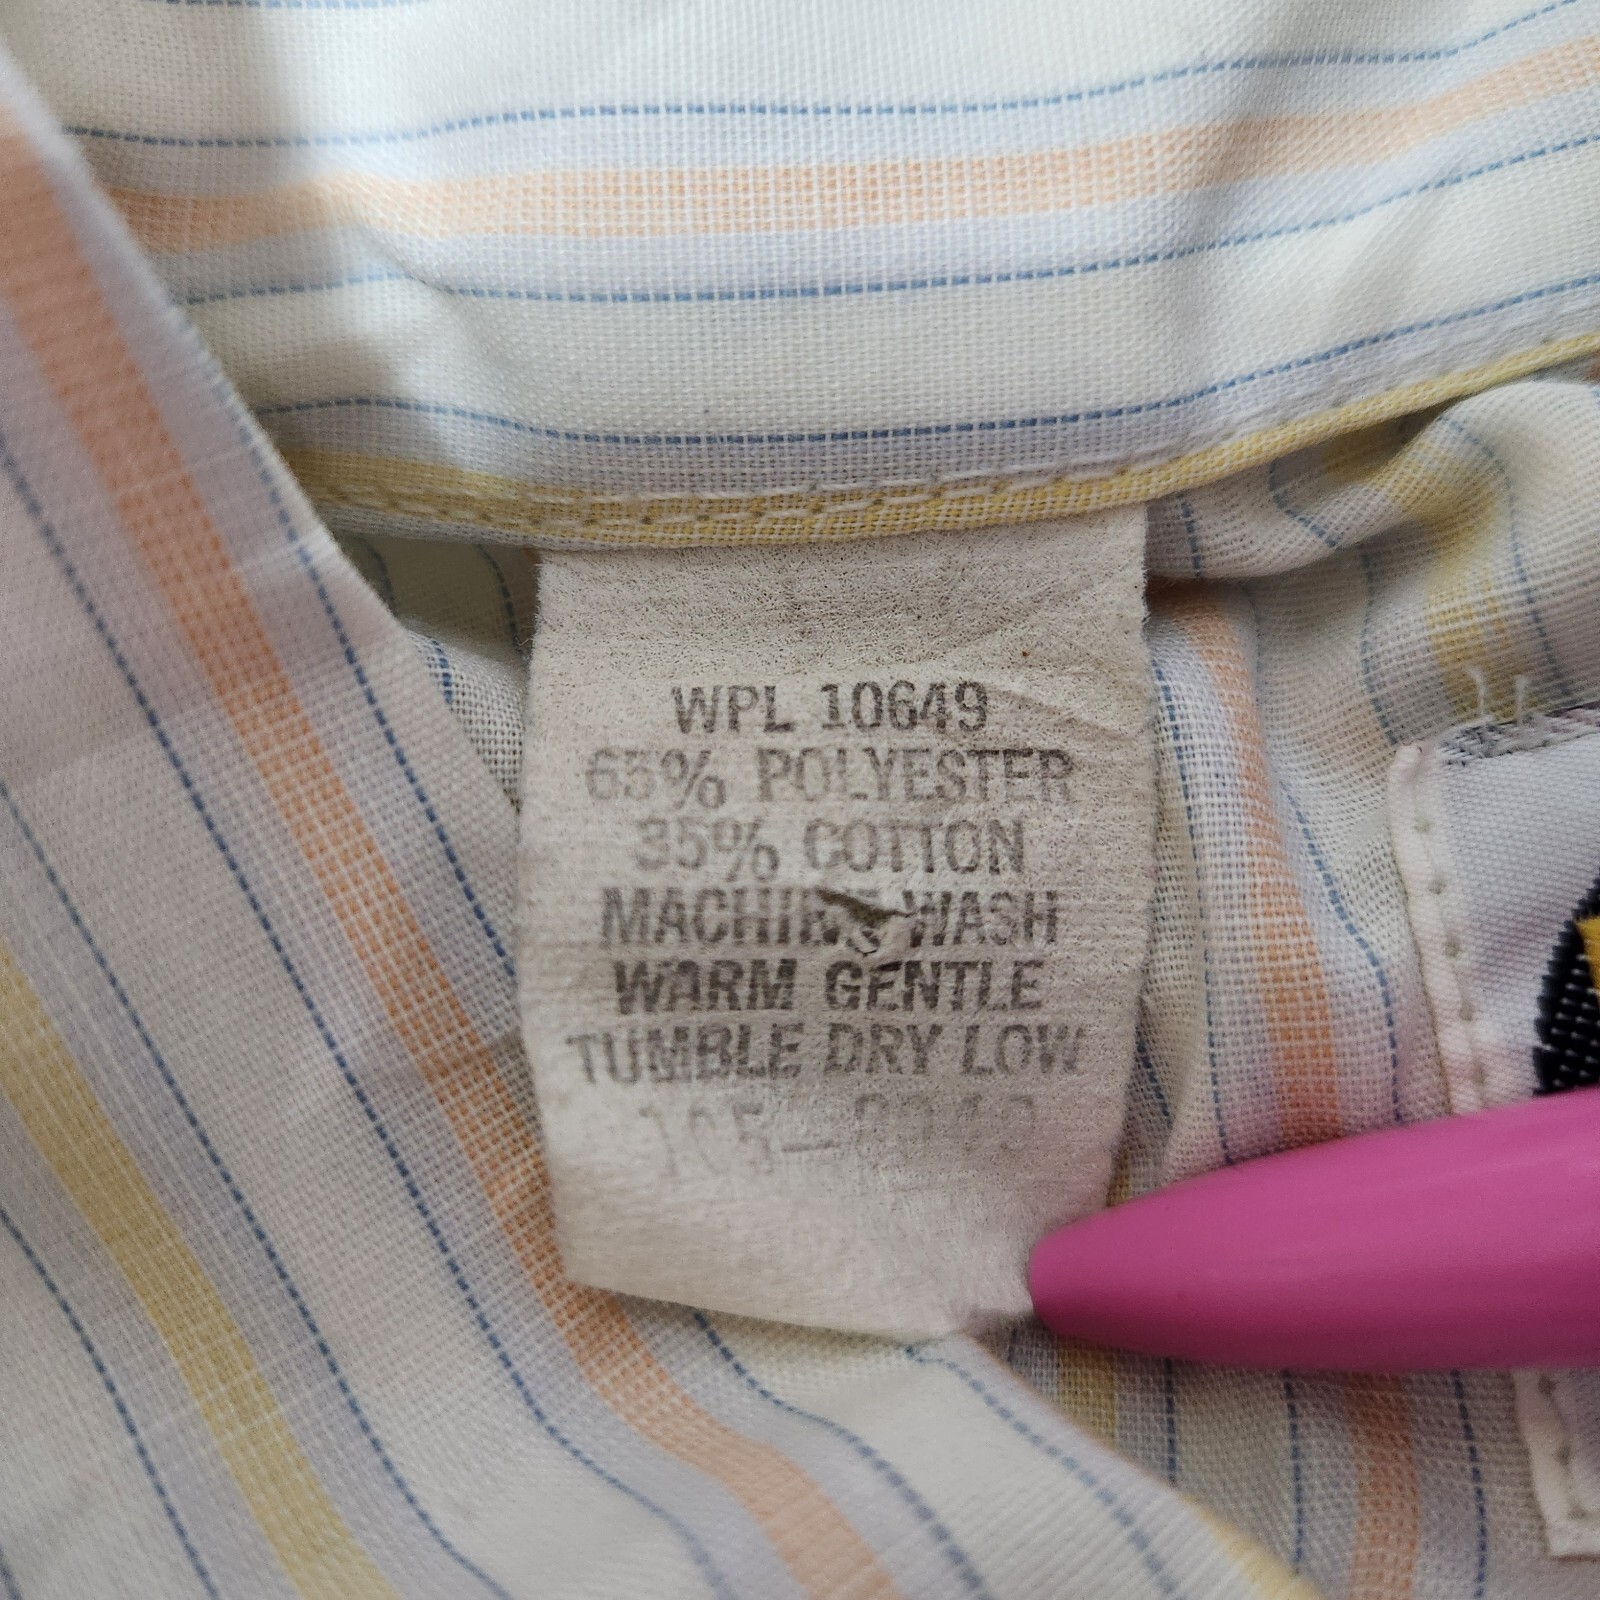 WPL 10649
65% POLYESTER
35% COTTON
MACHINE WASH
WARM GENTLE
TUMBLE DRY LOW